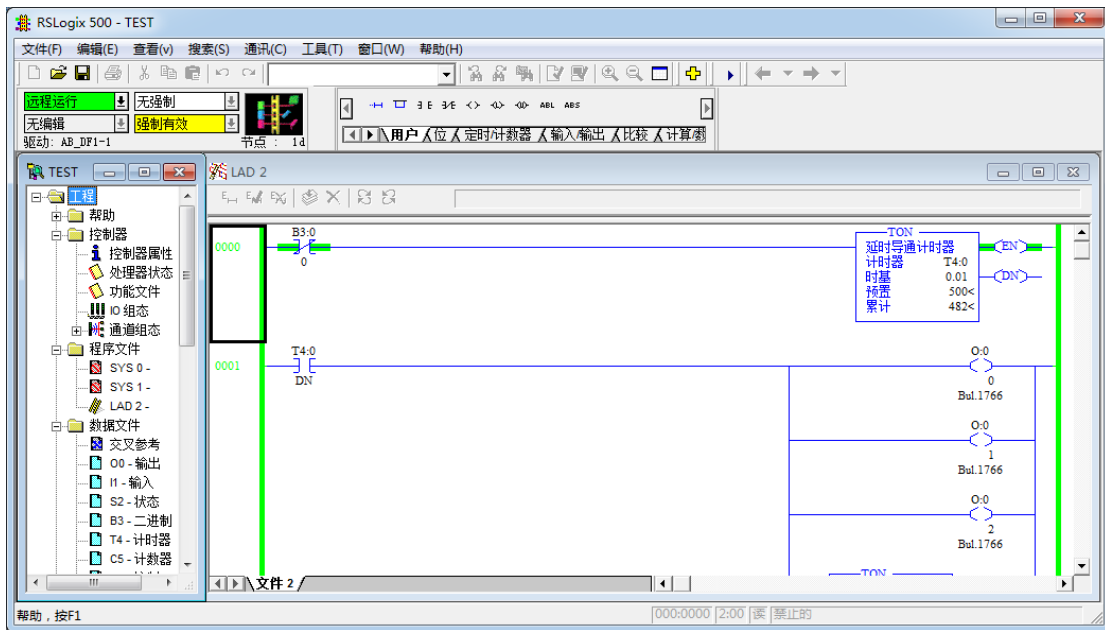 RSLogix 500 - TEST
文件(F) 编辑(E) 查看(v) 搜素(S) 通讯(C) 工具(T) 窗口(W) 帮助(H)
远程运行 无强制
无编辑 强制有效
驱动: AB_DF1-1 节点 : 1d
ABL ABS
用户 位 定时/计数器 输入/输出 比较
TEST
工程
帮助
控制器
控制器属性
处理器状态
功能文件
IO 组态
通道组态
程序文件
SYS 0 -
SYS 1 -
LAD 2 -
数据文件
交叉参考
O0 - 输出
I1 - 输入
S2 - 状态
B3 - 二进制
T4 - 计时器
C5 - 计数器
LAD 2
0000
B3:0
0
TON
延时导通计时器
计时器 T4:0
时基 0.01
预置 500<
累计 482<
EN
DN
0001
T4:0
DN
O:0
0
Bul.1766
O:0
1
Bul.1766
O:0
2
Bul.1766
TON
文件 2
帮助，按F1
000:0000 2:00 读 禁止的